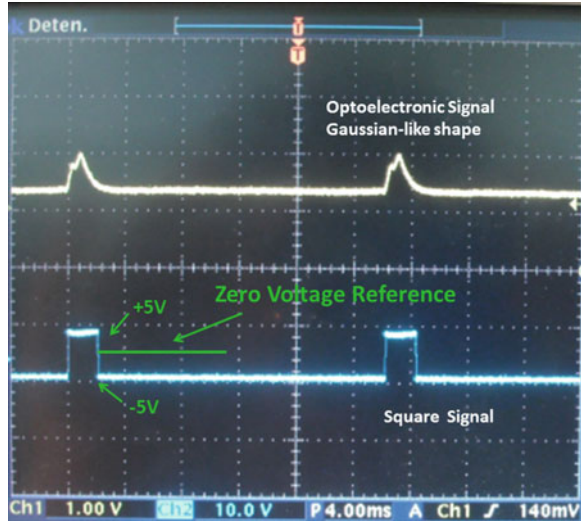 Deten.
Optoelectronic Signal
Gaussian-like shape
Zero Voltage Reference
+5V
-5V
Square Signal
Ch1 1.00 V Ch2 10.0 V P 4.00ms A Ch1 140mV